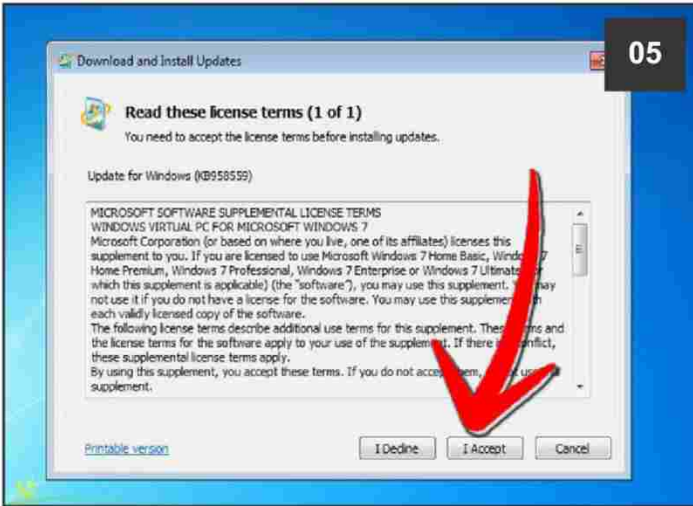 05
Download and Install Updates
Read these license terms (1 of 1)
You need to accept the license terms before installing updates.
Update for Windows (KB958559)
MICROSOFT SOFTWARE SUPPLEMENTAL LICENSE TERMS
WINDOWS VIRTUAL PC FOR MICROSOFT WINDOWS 7
Microsoft Corporation (or based on where you live, one of its affiliates) licenses this
supplement to you. If you are licensed to use Microsoft Windows 7 Home Basic, Windows 7
Home Premium, Windows 7 Professional, Windows 7 Enterprise or Windows 7 Ultimate
which this supplement is applicable) (the "software"), you may use this supplement. may
not use it if you do not have a license for the software. You may use this supplement
each validly licensed copy of the software.
The following license terms describe additional use terms for this supplement. These and
the license terms for the software apply to your use of the supplement. If there conflict,
these supplemental license terms apply.
By using this supplement, you accept these terms. If you do not accept them, use
supplement.
Printable version
I Decline
I Accept
Cancel